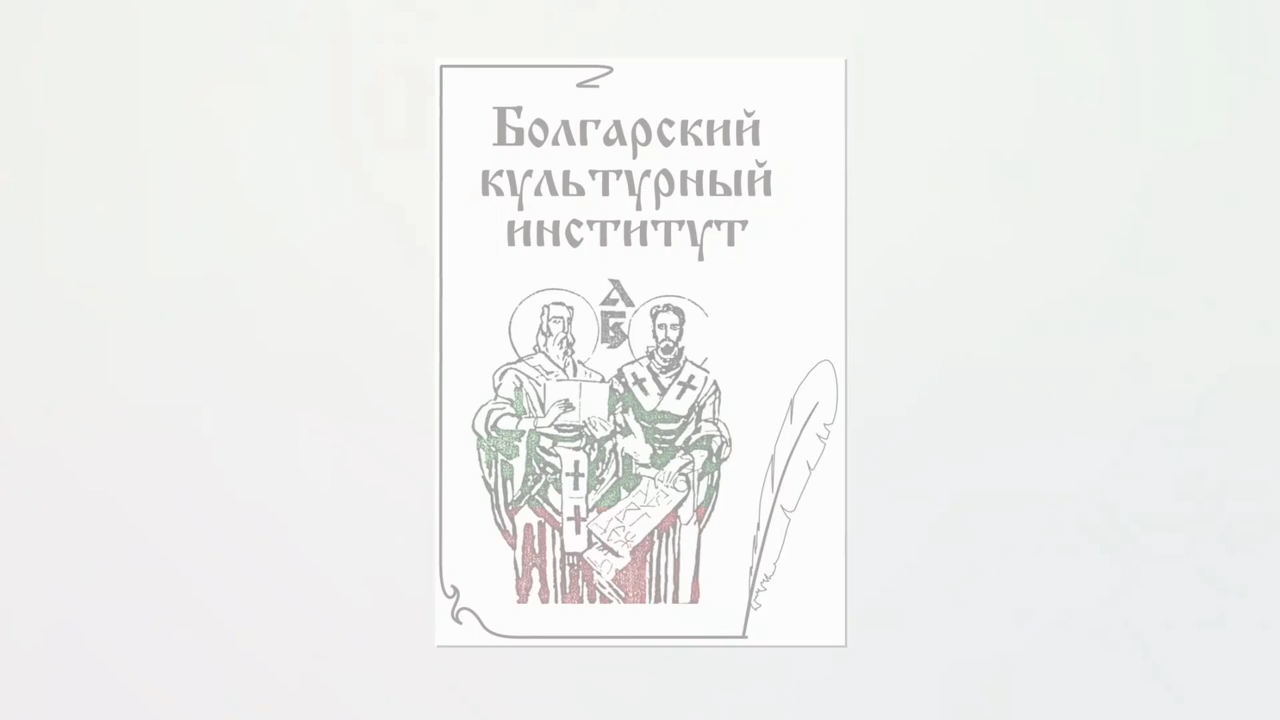 Болгарский
культурный
институт
А
Б